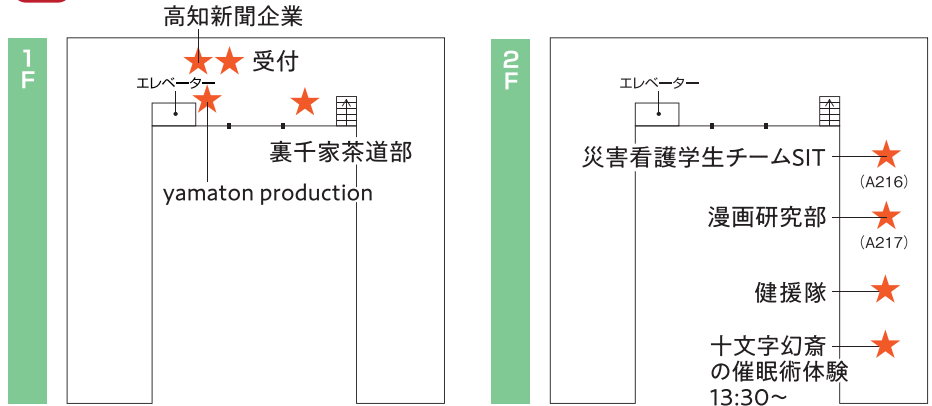 1F
高知新聞企業
受付
エレベーター
裏千家茶道部
yamaton production
2F
エレベーター
災害看護学生チームSIT
(A216)
漫画研究部
(A217)
健援隊
十文字幻斎
の催眠術体験
13:30～